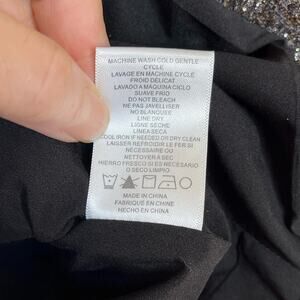 MACHINE WASH COLD GENTLE
CYCLE
LAVAGE EN MACHINE CYCLE
FROID DELICAT
LAVADO A MAQUINA CICLO
SUAVE FRIO
DO NOT BLEACH
NE PAS JAVELLISER
NO BLANQUEE
LINE DRY
LIGNE SECHE
LINEA SECA
COOL IRON IF NEEDED OR DRY CLEAN
LAISSER REFROIDIR LE FER SI
NECESSAIRE OU
NETTOYER A SEC
HIERRO FRESCO SI ES NECESARIO
O SECO LIMPIO
MADE IN CHINA
FABRIQUE EN CHINE
HECHO EN CHINA